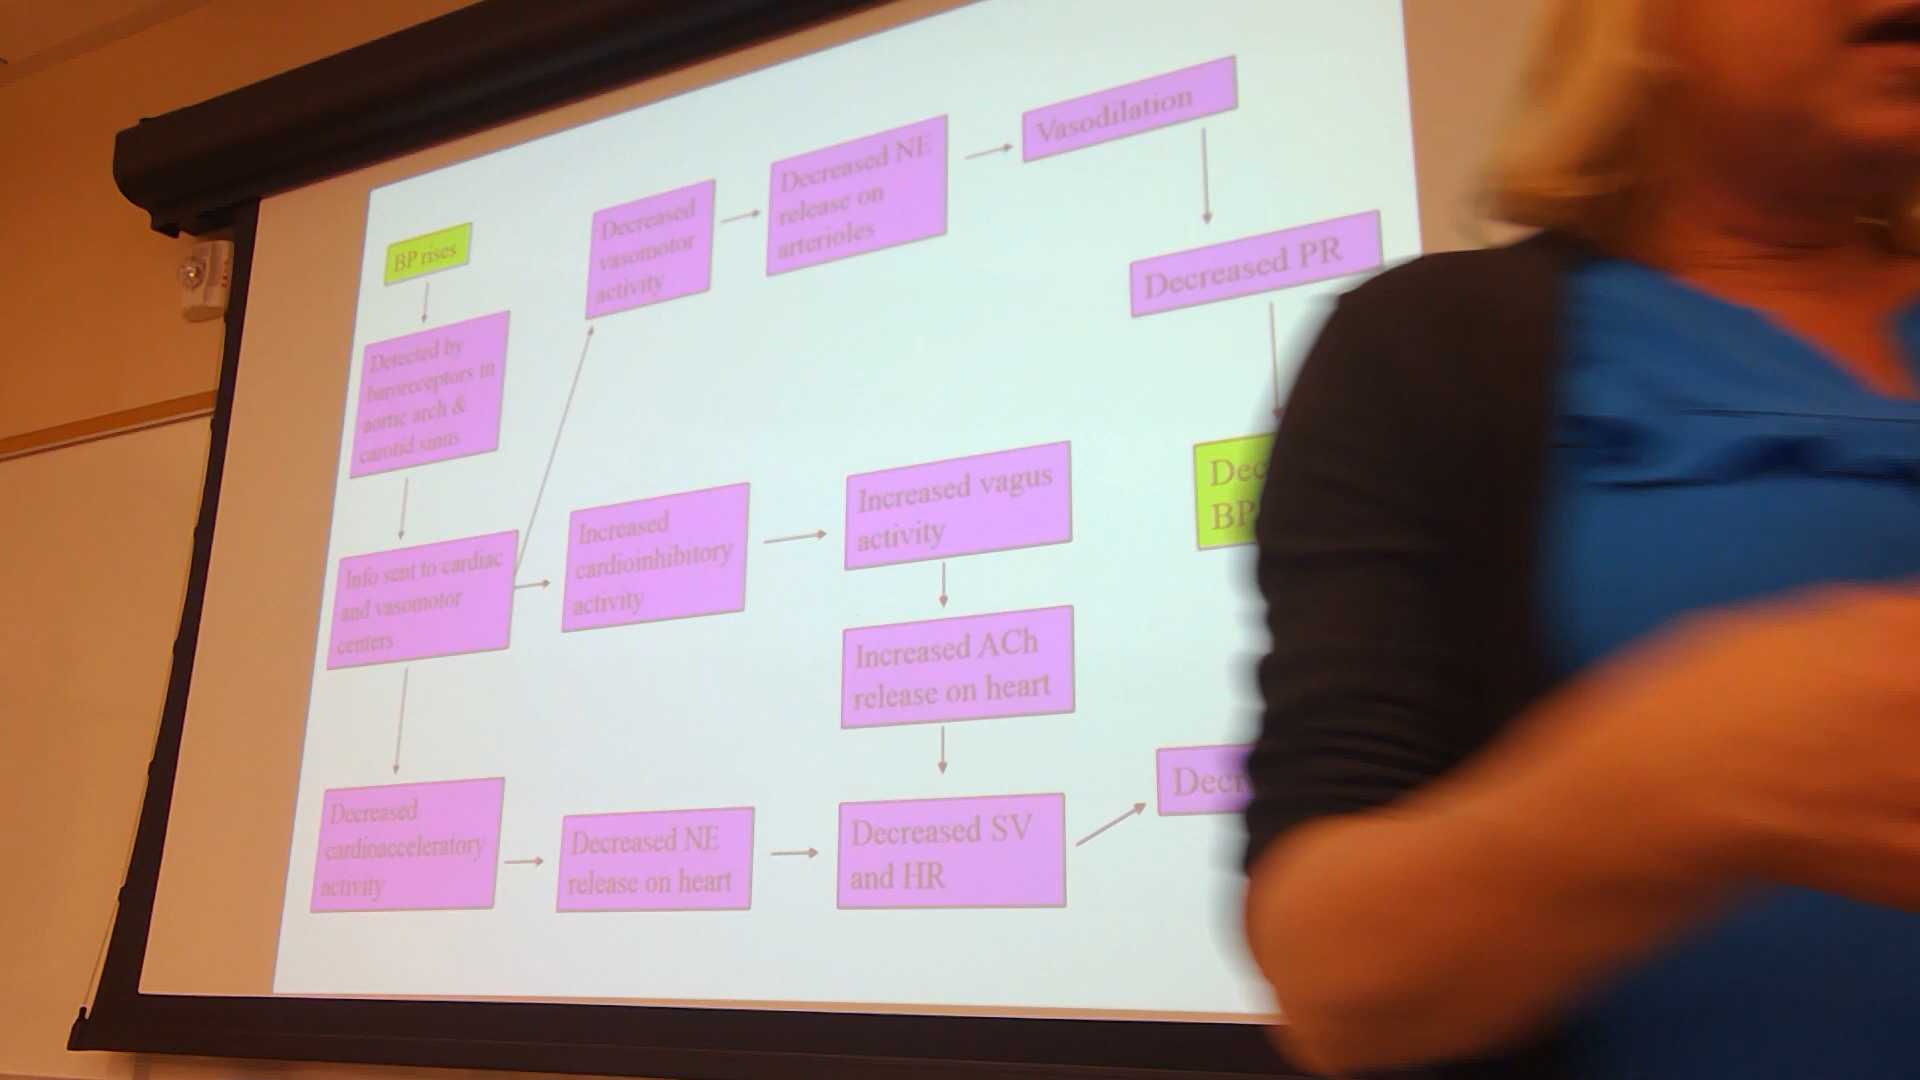 BP rises
Detected by
baroreceptors in
aortic arch &
carotid sinus
Info sent to cardiac
and vasomotor
centers
Decreased
vasomotor
activity
Decreased NE
release on
arterioles
Vasodilation
Decreased PR
BP
Increased
cardioinhibitory
activity
Increased vagus
activity
Increased ACh
release on heart
Decreased
cardioacceleratory
activity
Decreased NE
release on heart
Decreased SV
and HR